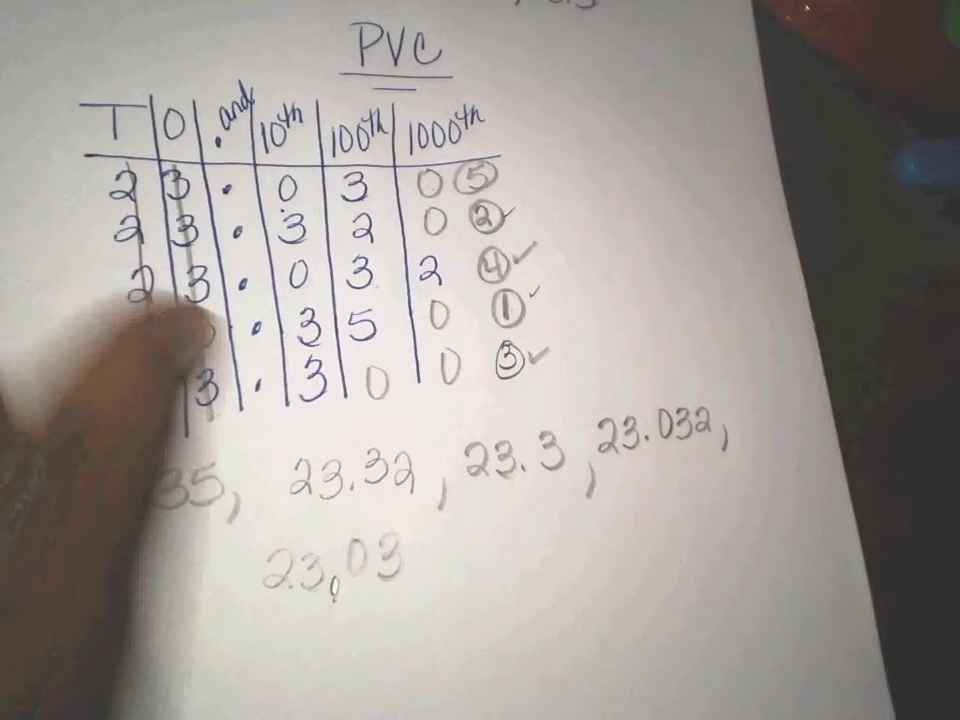 PVC
T O . and 10th 100th 1000th
2 3 . 0 3 0 5
2 3 . 3 2 0 2 ✓
2 3 . 0 3 2 4 ✓
. 3 5 0 1 ✓
3 . 3 0 0 3 ✓
35, 23.32, 23.3, 23.032,
23.03